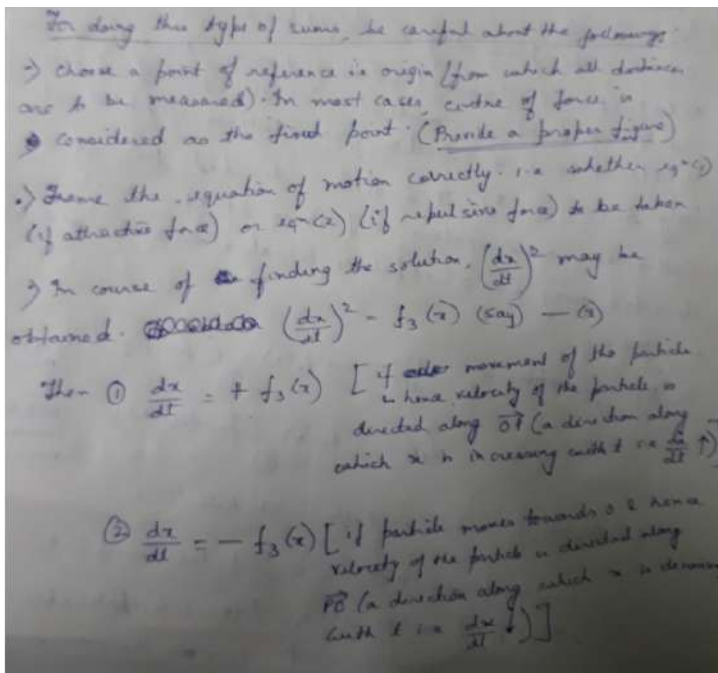 For doing this type of sums, be careful about the followings:
→ Choose a point of reference ie origin (from which all distances
are to be measured). In most cases, centre of force is
considered as the fixed point. (Provide a proper figure)
•) Frame the equation of motion correctly. i.e whether eqⁿ(1)
(if attractive force) or eqⁿ(2) (if repulsive force) to be taken
→ In course of finding the solution, (dx/dt)² may be
obtained. (dx/dt)² = f₃(x) (say) — (3)
Then ① dx/dt = + f₃(x) [if movement of the particle
& hence velocity of the particle is
directed along OP (a direction along
which x is increasing with t i.e dx/dt ↑)
② dx/dt = − f₃(x) [if particle moves towards O & hence
velocity of the particle is directed along
PO (a direction along which x is
with t i.e dx/dt ↓)]